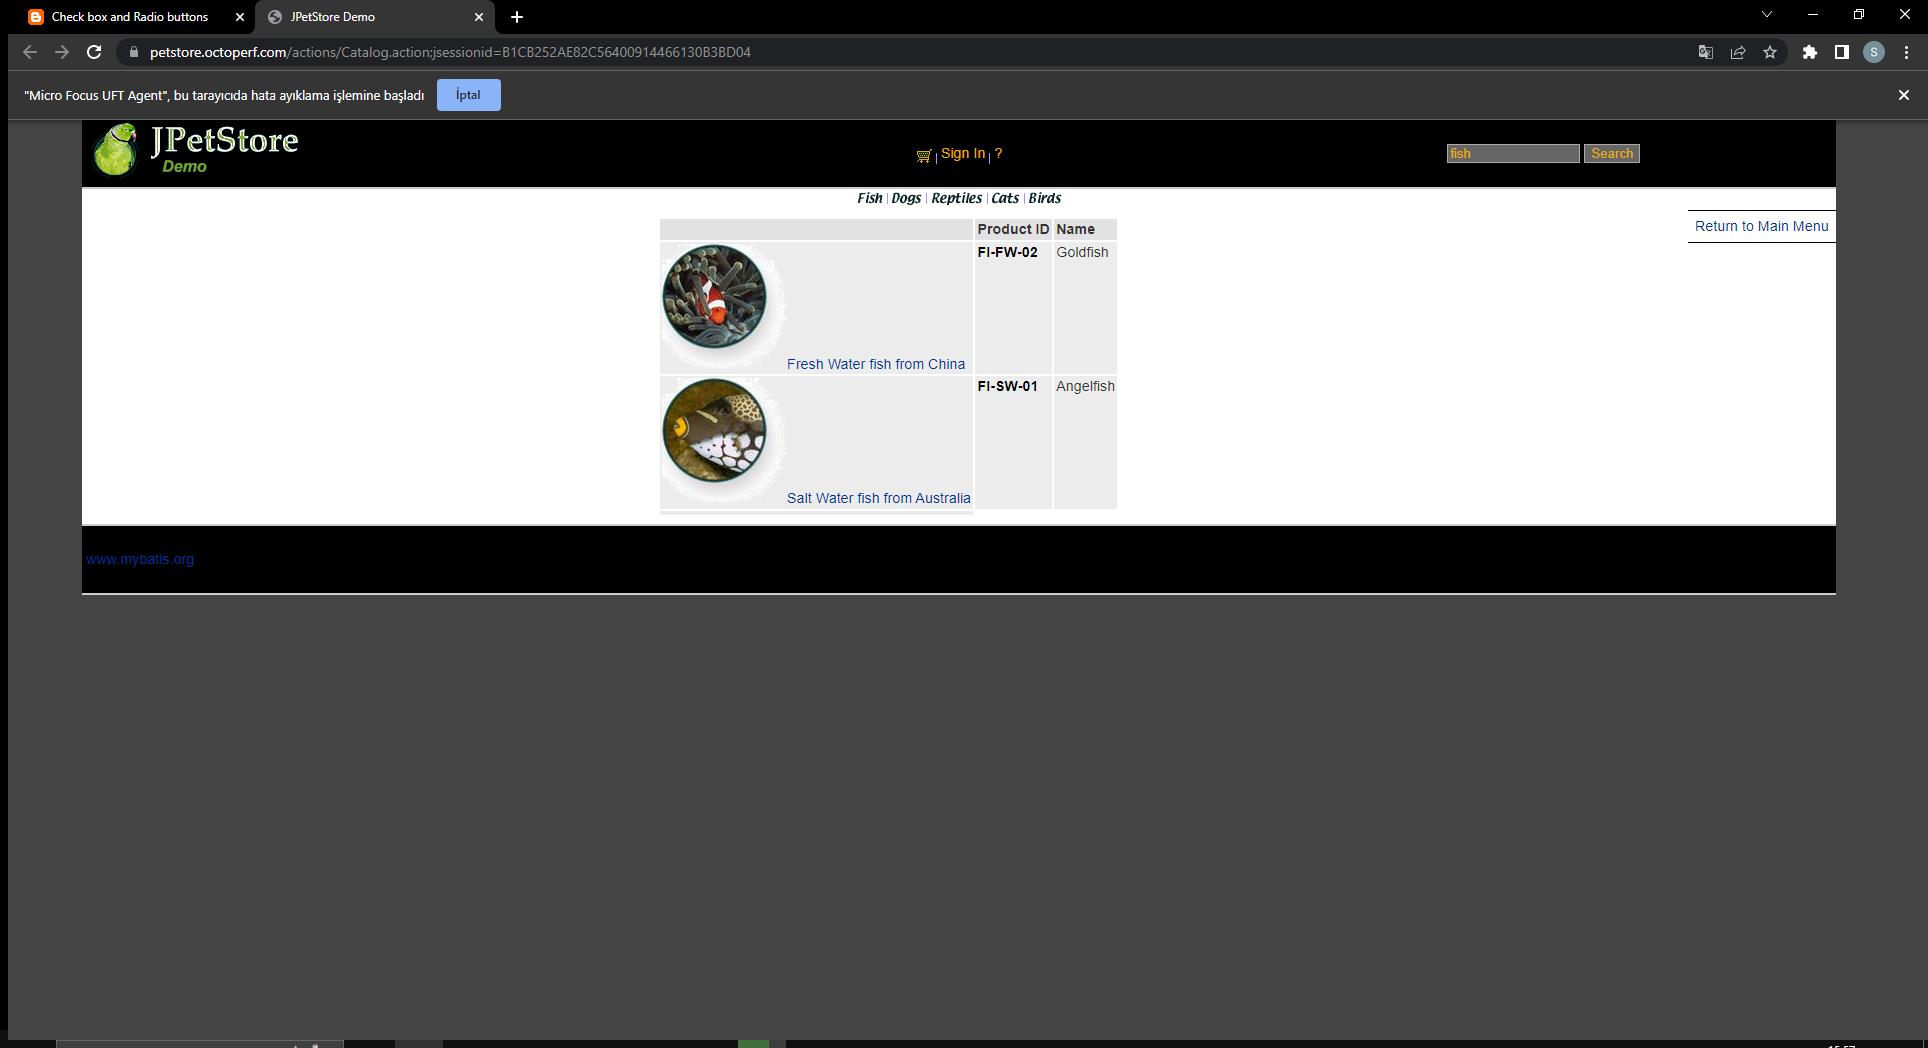 Check box and Radio buttons
JPetStore Demo
petstore.octoperf.com/actions/Catalog.action;jsessionid=B1CB252AE82C56400914466130B3BD04
S
"Micro Focus UFT Agent", bu tarayıcıda hata ayıklama işlemine başladı
İptal
JPetStore
Demo
| Sign In | ?
fish
Search
Fish | Dogs | Reptiles | Cats | Birds
Return to Main Menu
Product ID Name
FI-FW-02 Goldfish
Fresh Water fish from China
FI-SW-01 Angelfish
Salt Water fish from Australia
www.mybatis.org